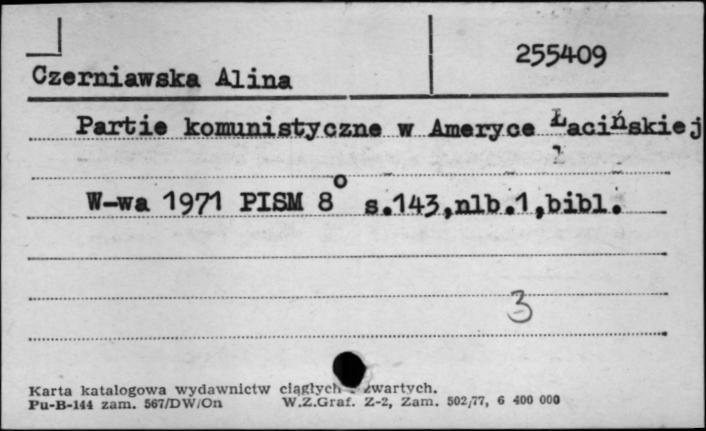 255409
Czerniawska Alina
Partie komunistyczne w Ameryce Łacińskiej
W-wa 1971 PISM 8° s.143,nlb.1,bibl.
3
Karta katalogowa wydawnictw ciągłych zwartych.
Pu-B-144 zam. 567/DW/On W.Z.Graf. Z-2, Zam. 502/77, 6 400 000